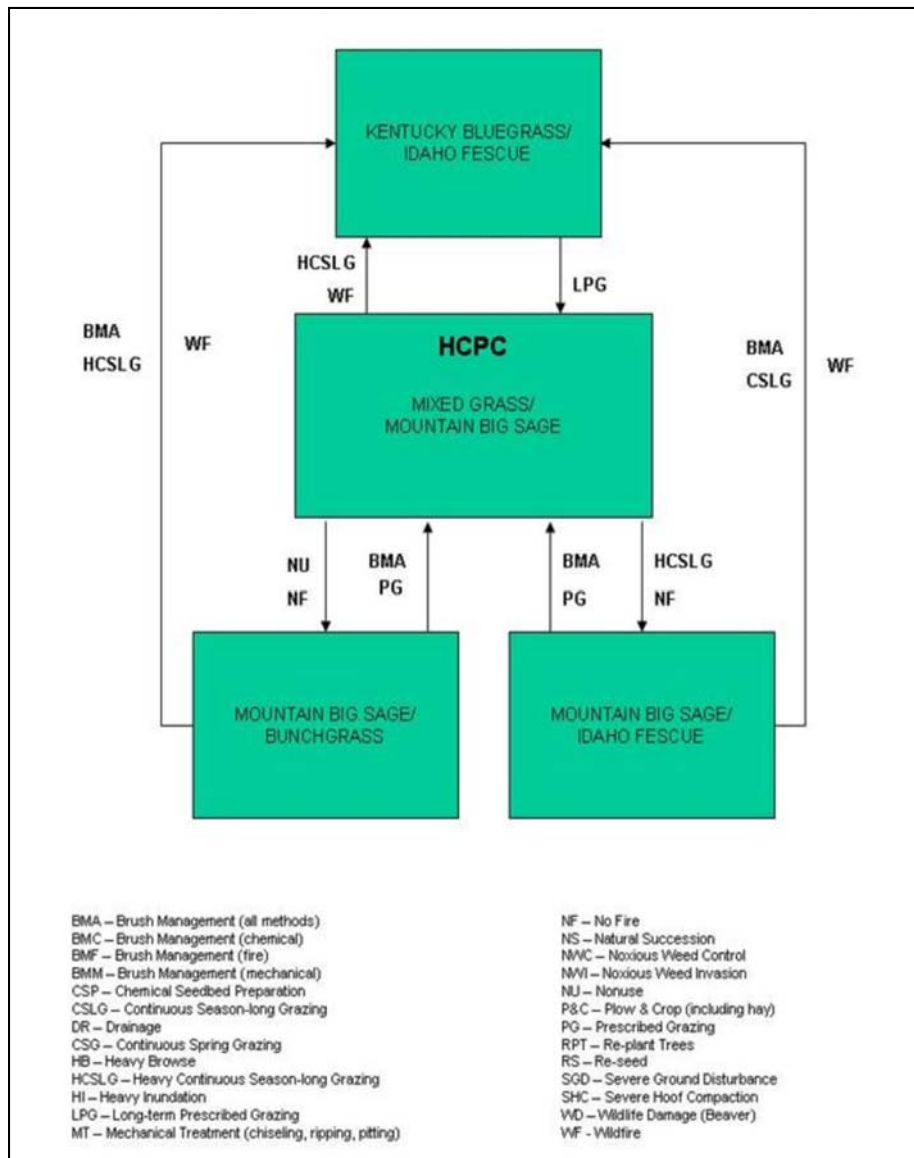 KENTUCKY BLUEGRASS/
IDAHO FESCUE
HCSLG
WF
LPG
BMA
HCSLG
WF
BMA
CSLG
WF
HCPC
MIXED GRASS/
MOUNTAIN BIG SAGE
NU
NF
BMA
PG
BMA
PG
HCSLG
NF
MOUNTAIN BIG SAGE/
BUNCHGRASS
MOUNTAIN BIG SAGE/
IDAHO FESCUE
BMA – Brush Management (all methods)
BMC – Brush Management (chemical)
BMF – Brush Management (fire)
BMM – Brush Management (mechanical)
CSP – Chemical Seedbed Preparation
CSLG – Continuous Season-long Grazing
DR – Drainage
CSG – Continuous Spring Grazing
HB – Heavy Browse
HCSLG – Heavy Continuous Season-long Grazing
HI – Heavy Inundation
LPG – Long-term Prescribed Grazing
MT – Mechanical Treatment (chiseling, ripping, pitting)
NF – No Fire
NS – Natural Succession
NWC – Noxious Weed Control
NWI – Noxious Weed Invasion
NU – Nonuse
P&C – Plow & Crop (including hay)
PG – Prescribed Grazing
RPT – Re-plant Trees
RS – Re-seed
SGD – Severe Ground Disturbance
SHC – Severe Hoof Compaction
WD – Wildlife Damage (Beaver)
WF - Wildfire